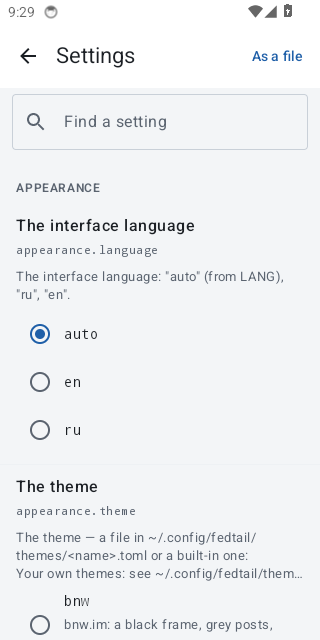 9:29
Settings
As a file
Find a setting
APPEARANCE
The interface language
appearance.language
The interface language: "auto" (from LANG),
"ru", "en".
auto
en
ru
The theme
appearance.theme
The theme — a file in ~/.config/fedtail/
themes/<name>.toml or a built-in one:
Your own themes: see ~/.config/fedtail/them…
bnw
bnw.im: a black frame, grey posts,